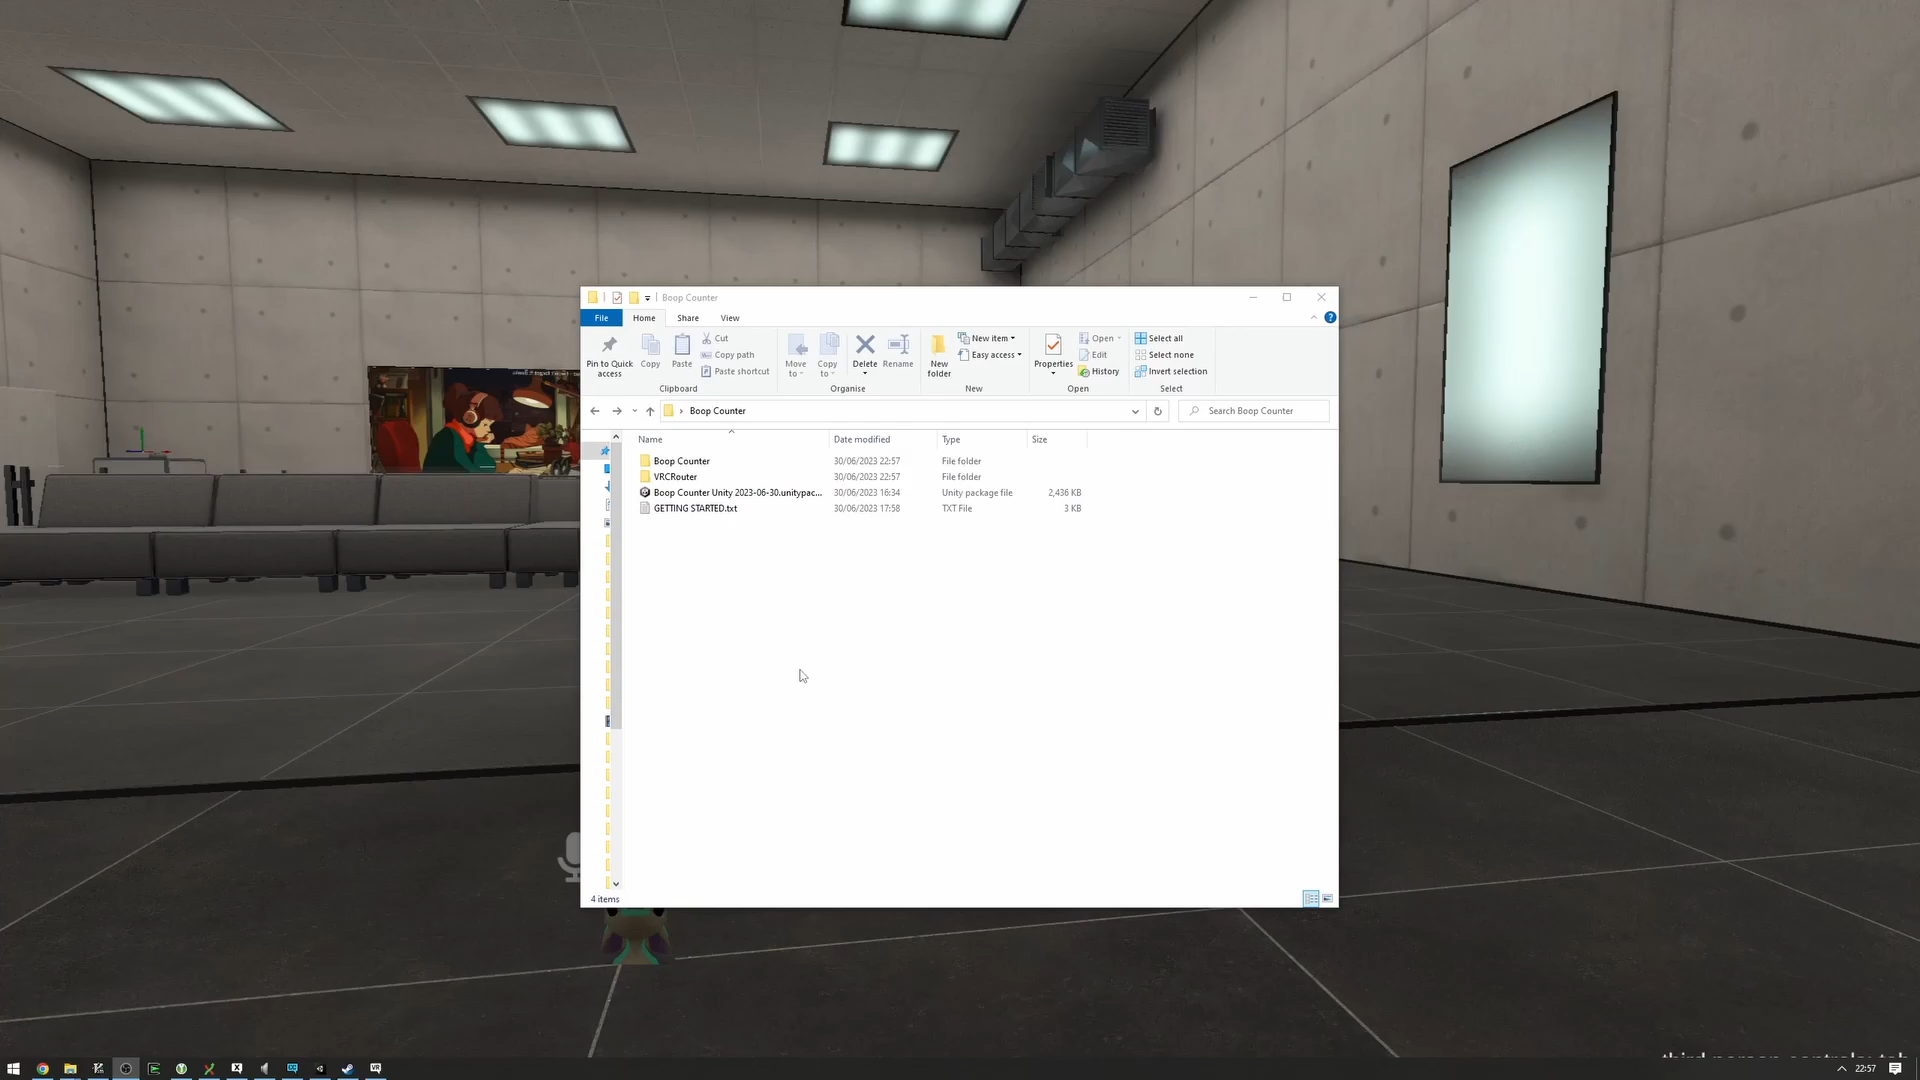 Boop Counter
File Home Share View
Pin to Quick access
Copy
Paste
Cut
Copy path
Paste shortcut
Clipboard
Move to
Copy to
Delete
Rename
Organise
New folder
New item
Easy access
New
Properties
Open
Edit
History
Open
Select all
Select none
Invert selection
Select
Boop Counter
Search Boop Counter
Name Date modified Type Size
Boop Counter 30/06/2023 22:57 File folder
VRCRouter 30/06/2023 22:57 File folder
Boop Counter Unity 2023-06-30.unitypac... 30/06/2023 16:34 Unity package file 2,436 KB
GETTING STARTED.txt 30/06/2023 17:58 TXT File 3 KB
4 items
22:57